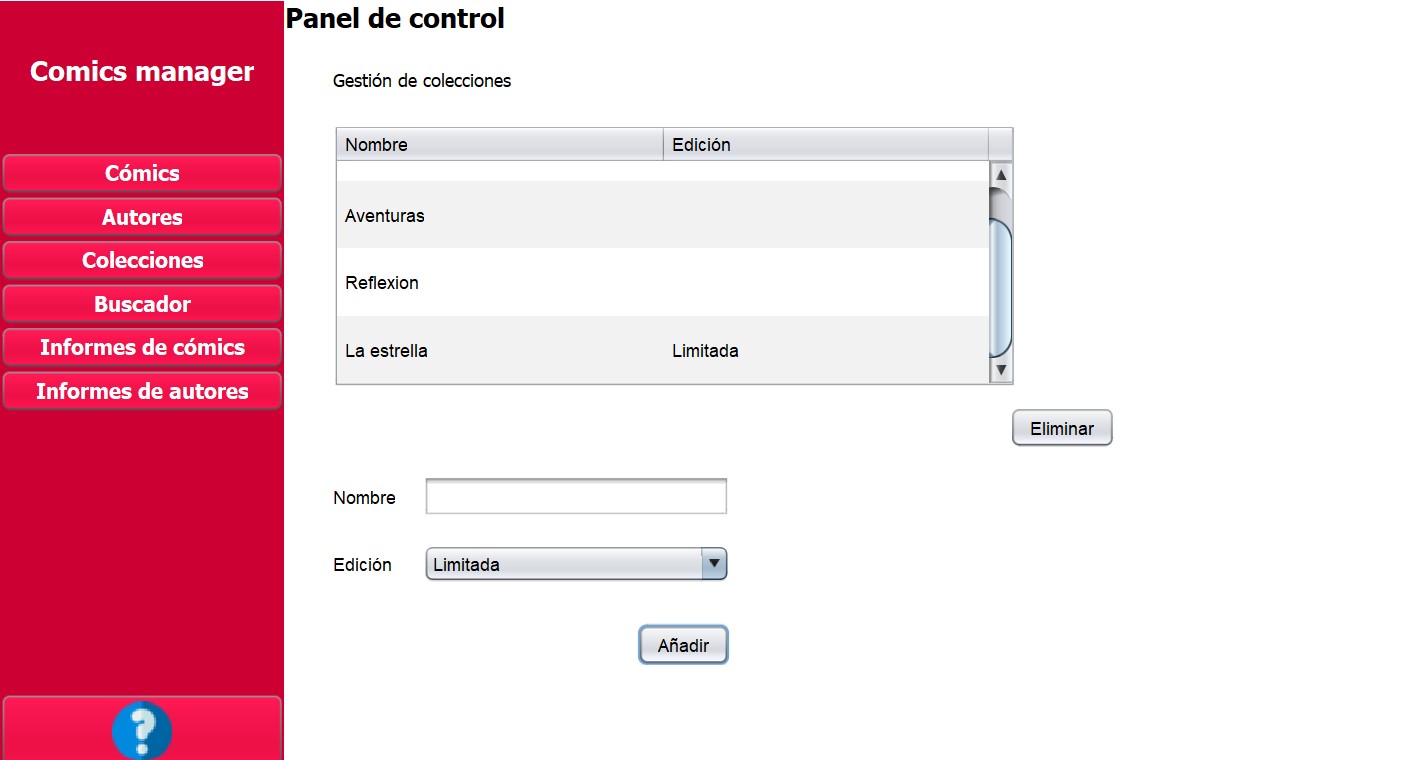 Panel de control
Comics manager
Cómics
Autores
Colecciones
Buscador
Informes de cómics
Informes de autores
Gestión de colecciones
Nombre Edición
Aventuras
Reflexion
La estrella Limitada
Eliminar
Nombre
Edición Limitada
Añadir
?